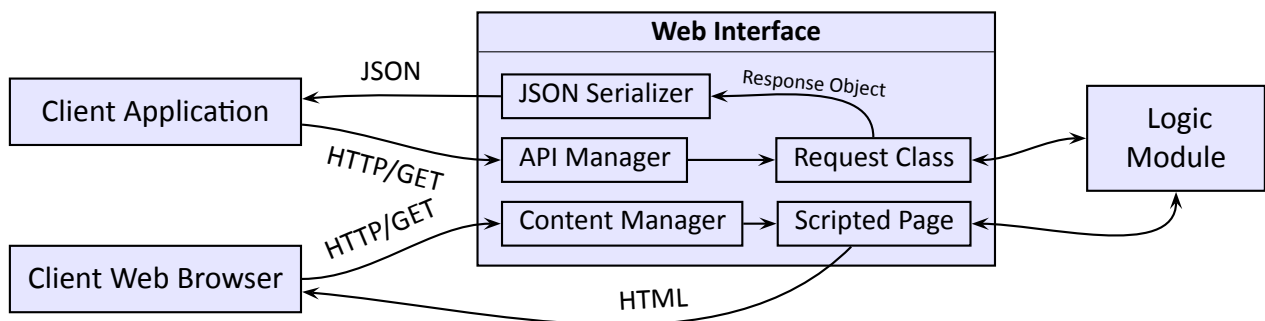 Web Interface
JSON
Client Application
JSON Serializer
Response Object
Logic
Module
HTTP/GET
API Manager
Request Class
HTTP/GET
Content Manager
Scripted Page
Client Web Browser
HTML